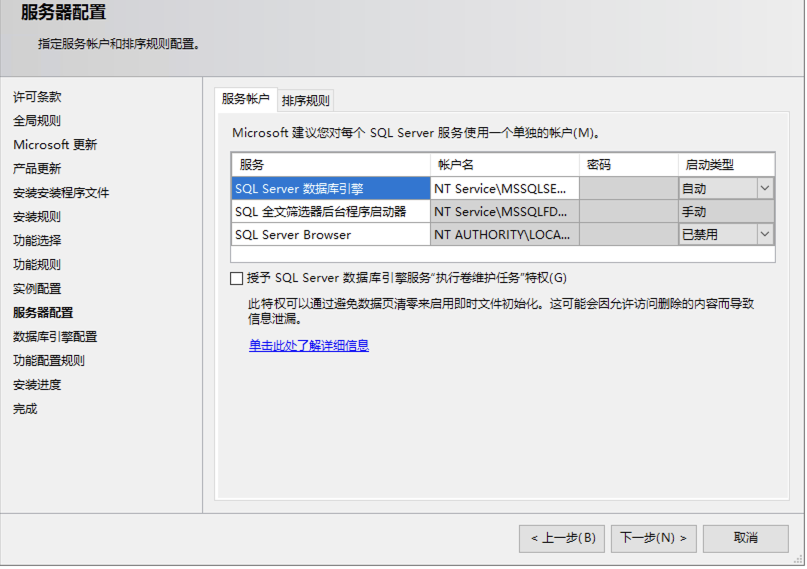 服务器配置
指定服务帐户和排序规则配置。
许可条款
全局规则
Microsoft 更新
产品更新
安装安装程序文件
安装规则
功能选择
功能规则
实例配置
服务器配置
数据库引擎配置
功能配置规则
安装进度
完成
服务帐户 排序规则
Microsoft 建议您对每个 SQL Server 服务使用一个单独的帐户(M)。
服务 帐户名 密码 启动类型
SQL Server 数据库引擎 NT Service\MSSQLSE... 自动
SQL 全文筛选器后台程序启动器 NT Service\MSSQLFD... 手动
SQL Server Browser NT AUTHORITY\LOCA... 已禁用
授予 SQL Server 数据库引擎服务“执行卷维护任务”特权(G)
此特权可以通过避免数据页清零来启用即时文件初始化。这可能会因允许访问删除的内容而导致
信息泄漏。
单击此处了解详细信息
< 上一步(B) 下一步(N) > 取消